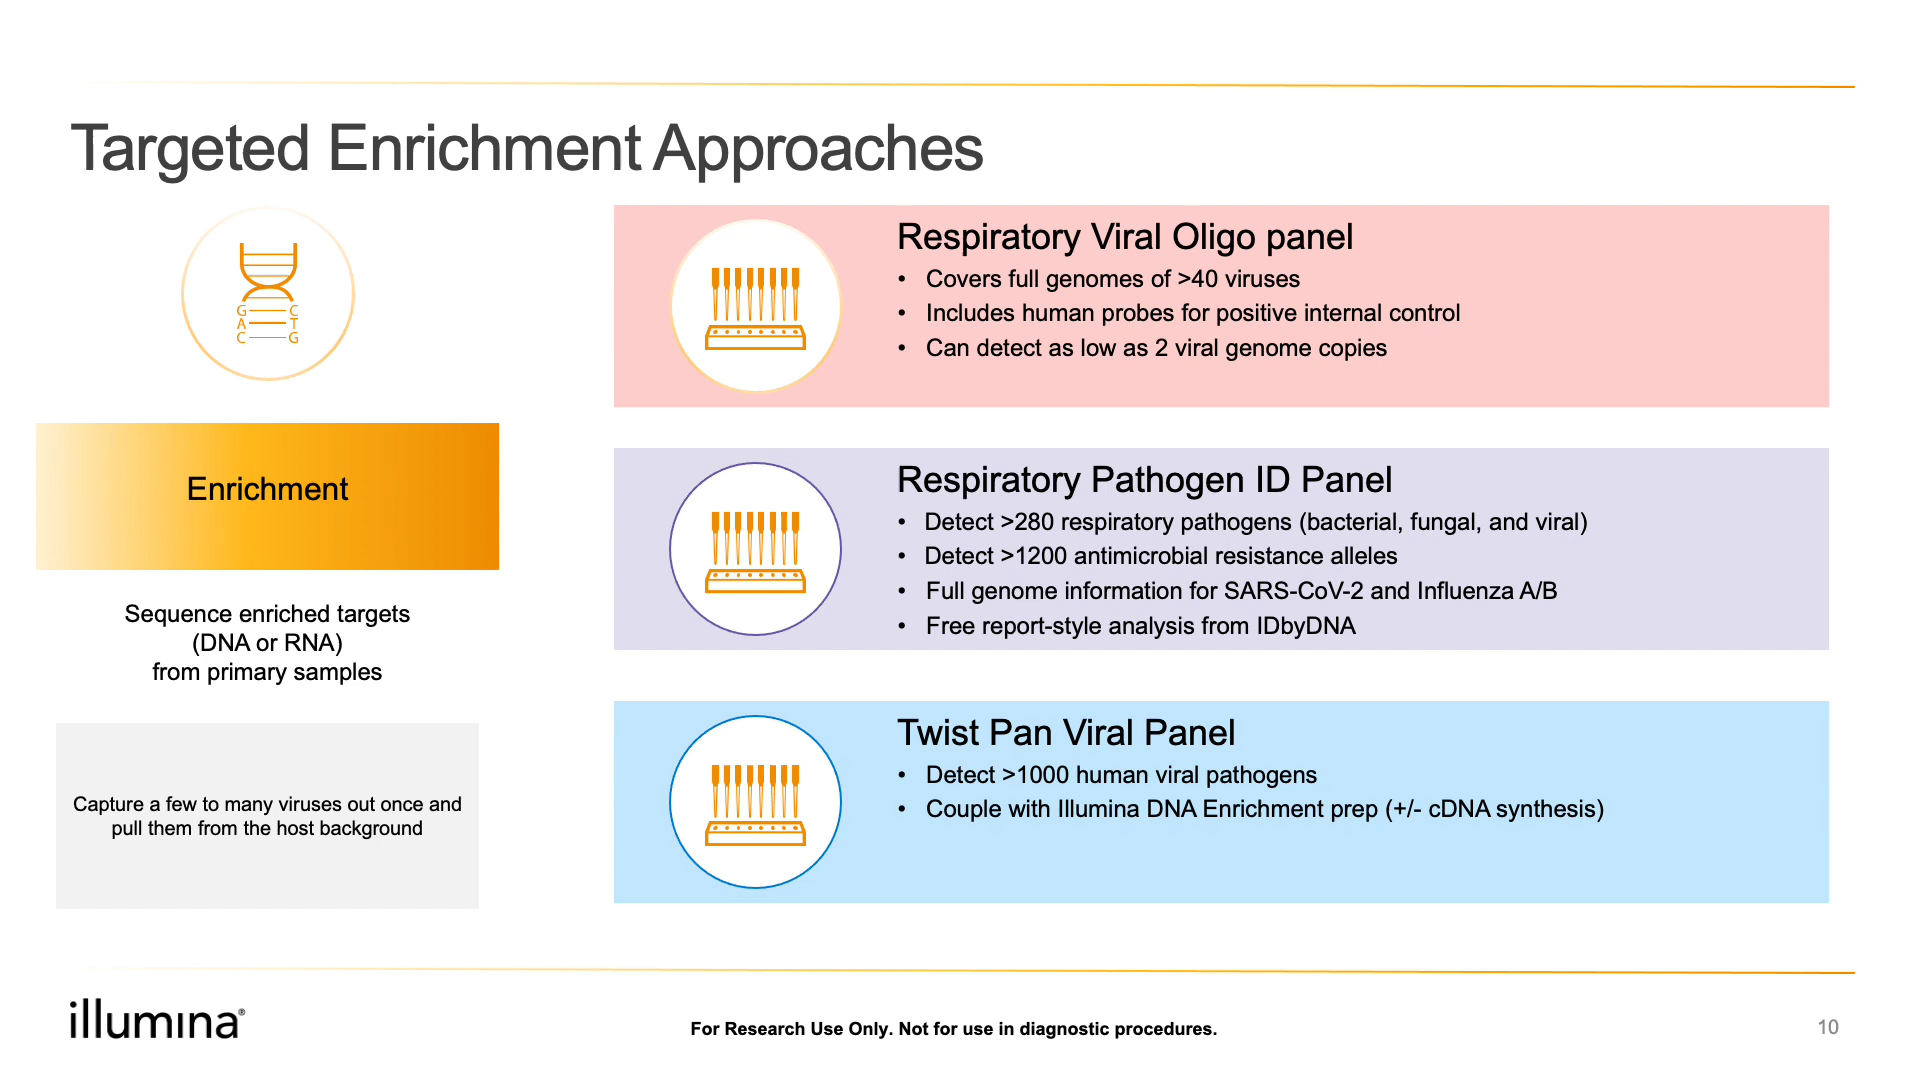 Targeted Enrichment Approaches
G C
A T
C G
Enrichment
Sequence enriched targets
(DNA or RNA)
from primary samples
Capture a few to many viruses out once and
pull them from the host background
Respiratory Viral Oligo panel
• Covers full genomes of >40 viruses
• Includes human probes for positive internal control
• Can detect as low as 2 viral genome copies
Respiratory Pathogen ID Panel
• Detect >280 respiratory pathogens (bacterial, fungal, and viral)
• Detect >1200 antimicrobial resistance alleles
• Full genome information for SARS-CoV-2 and Influenza A/B
• Free report-style analysis from IDbyDNA
Twist Pan Viral Panel
• Detect >1000 human viral pathogens
• Couple with Illumina DNA Enrichment prep (+/- cDNA synthesis)
illumina®
For Research Use Only. Not for use in diagnostic procedures.
10